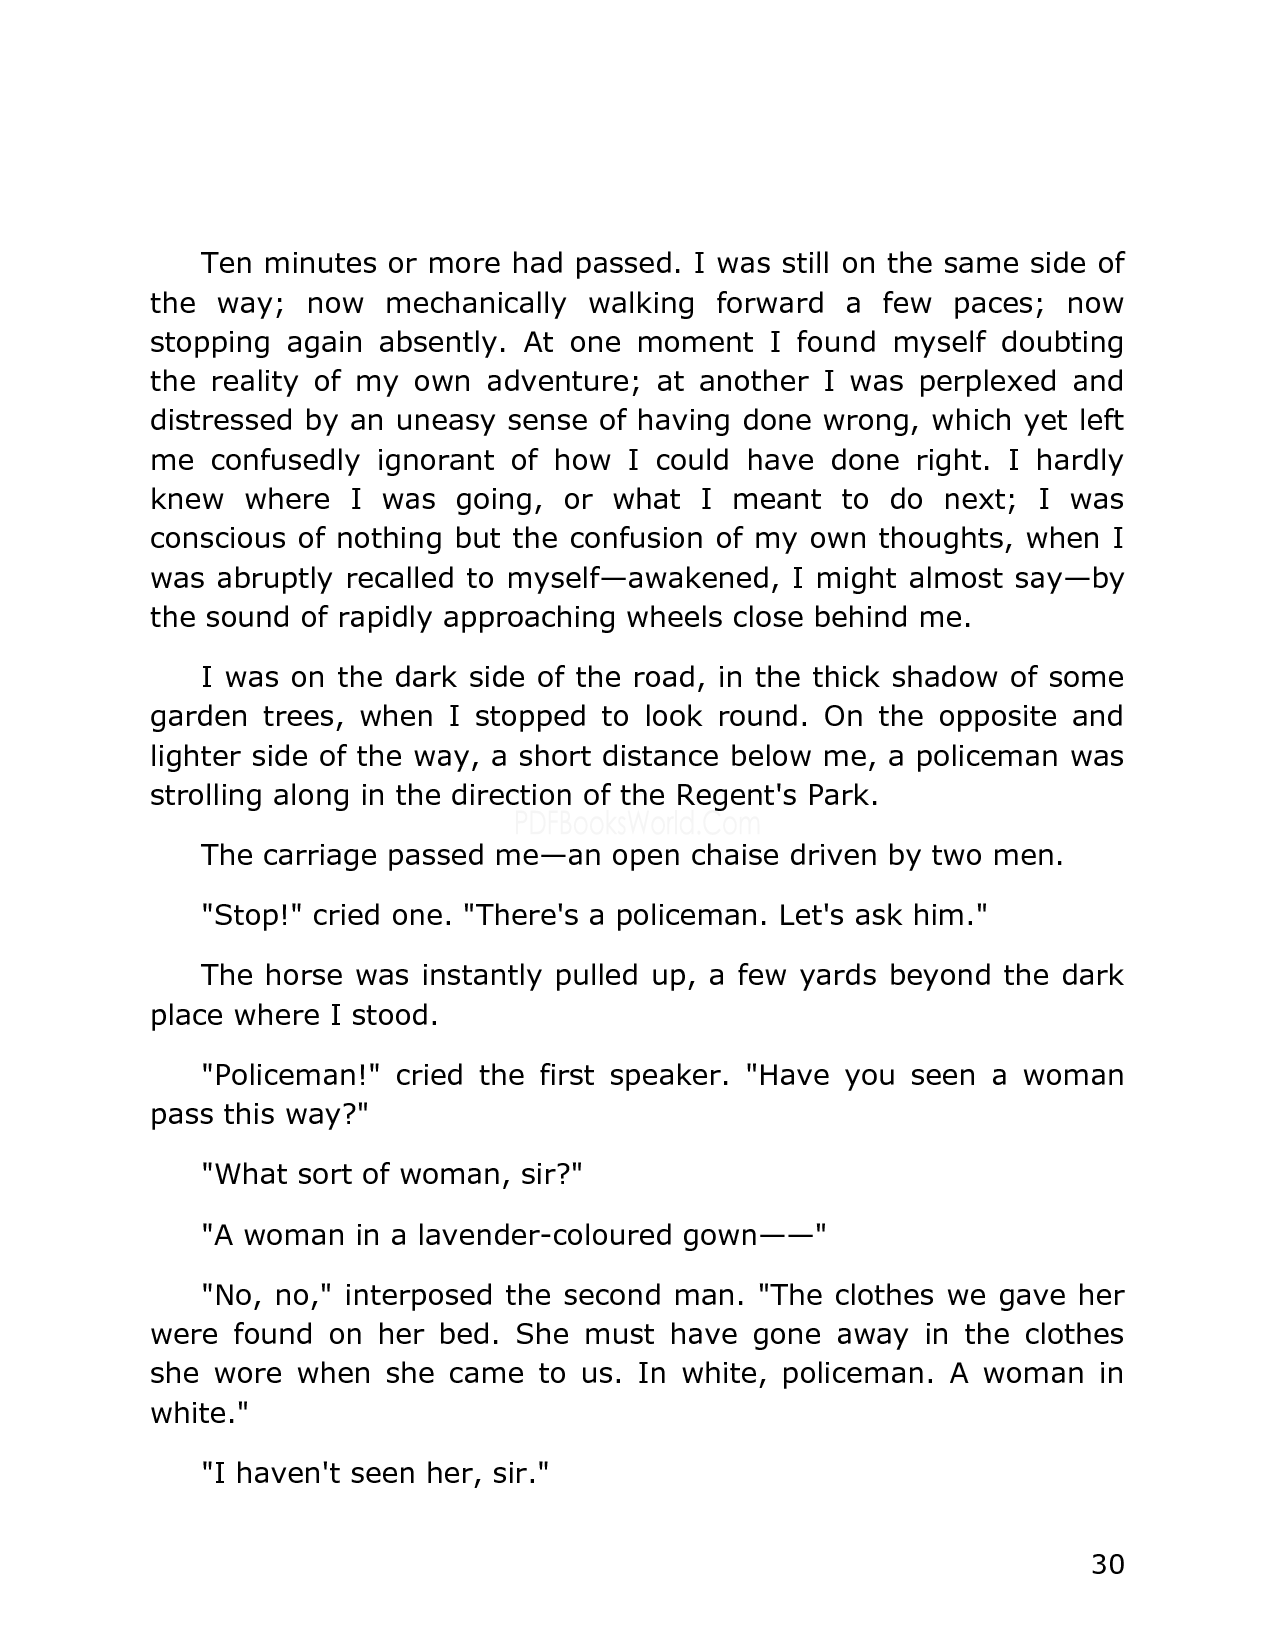 Ten minutes or more had passed. I was still on the same side of
the way; now mechanically walking forward a few paces; now
stopping again absently. At one moment I found myself doubting
the reality of my own adventure; at another I was perplexed and
distressed by an uneasy sense of having done wrong, which yet left
me confusedly ignorant of how I could have done right. I hardly
knew where I was going, or what I meant to do next; I was
conscious of nothing but the confusion of my own thoughts, when I
was abruptly recalled to myself—awakened, I might almost say—by
the sound of rapidly approaching wheels close behind me.
I was on the dark side of the road, in the thick shadow of some
garden trees, when I stopped to look round. On the opposite and
lighter side of the way, a short distance below me, a policeman was
strolling along in the direction of the Regent's Park.
PDFBooksWorld.Com
The carriage passed me—an open chaise driven by two men.
"Stop!" cried one. "There's a policeman. Let's ask him."
The horse was instantly pulled up, a few yards beyond the dark
place where I stood.
"Policeman!" cried the first speaker. "Have you seen a woman
pass this way?"
"What sort of woman, sir?"
"A woman in a lavender-coloured gown——"
"No, no," interposed the second man. "The clothes we gave her
were found on her bed. She must have gone away in the clothes
she wore when she came to us. In white, policeman. A woman in
white."
"I haven't seen her, sir."
30